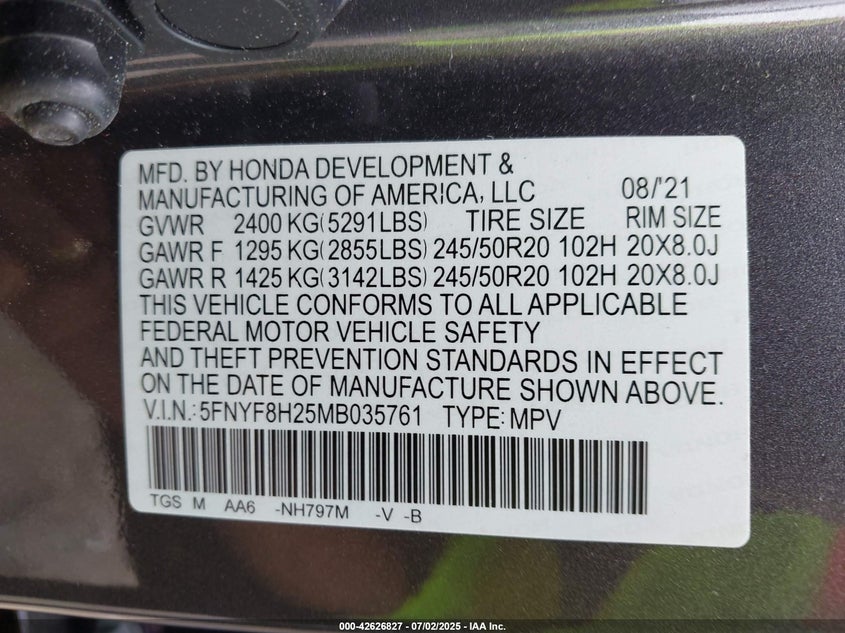 MFD. BY HONDA DEVELOPMENT &
MANUFACTURING OF AMERICA, LLC 08/'21
GVWR 2400 KG(5291LBS) TIRE SIZE RIM SIZE
GAWR F 1295 KG(2855LBS) 245/50R20 102H 20X8.0J
GAWR R 1425 KG(3142LBS) 245/50R20 102H 20X8.0J
THIS VEHICLE CONFORMS TO ALL APPLICABLE
FEDERAL MOTOR VEHICLE SAFETY
AND THEFT PREVENTION STANDARDS IN EFFECT
ON THE DATE OF MANUFACTURE SHOWN ABOVE.
V.I.N.: 5FNYF8H25MB035761 TYPE: MPV
TGS M AA6 -NH797M -V -B
000-42626827 - 07/02/2025 - IAA Inc.